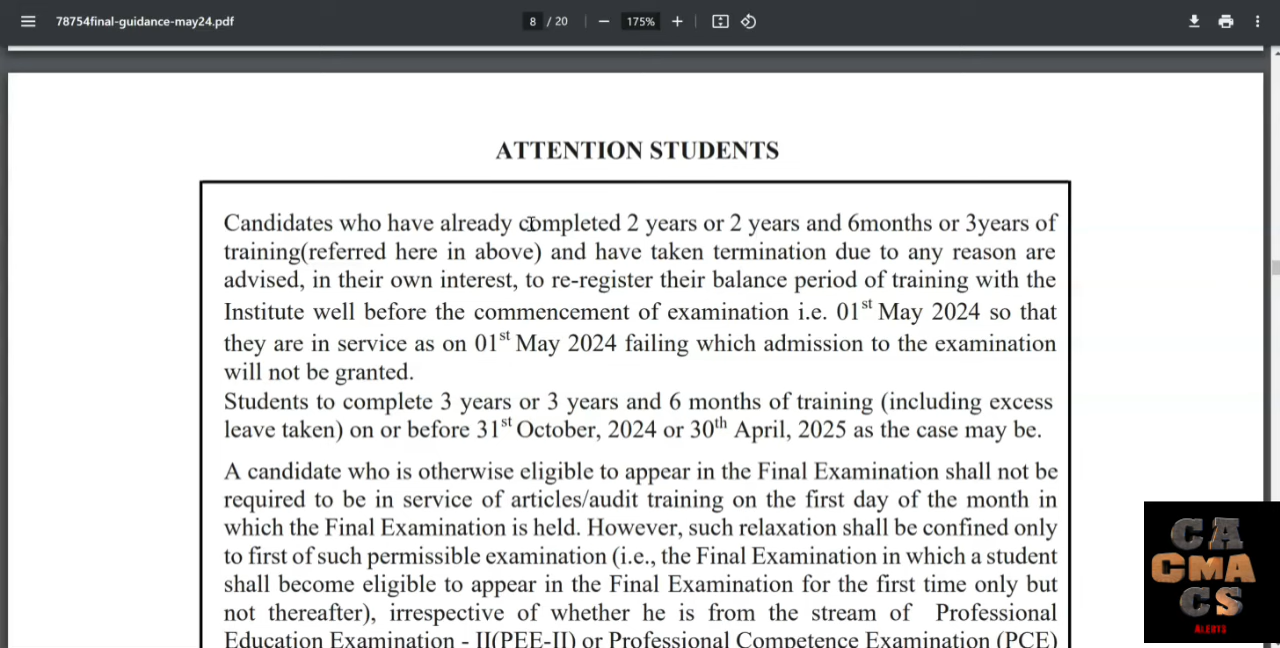 78754final-guidance-may24.pdf
8 / 20
175%
ATTENTION STUDENTS
Candidates who have already completed 2 years or 2 years and 6months or 3years of
training(referred here in above) and have taken termination due to any reason are
advised, in their own interest, to re-register their balance period of training with the
Institute well before the commencement of examination i.e. 01st May 2024 so that
they are in service as on 01st May 2024 failing which admission to the examination
will not be granted.
Students to complete 3 years or 3 years and 6 months of training (including excess
leave taken) on or before 31st October, 2024 or 30th April, 2025 as the case may be.
A candidate who is otherwise eligible to appear in the Final Examination shall not be
required to be in service of articles/audit training on the first day of the month in
which the Final Examination is held. However, such relaxation shall be confined only
to first of such permissible examination (i.e., the Final Examination in which a student
shall become eligible to appear in the Final Examination for the first time only but
not thereafter), irrespective of whether he is from the stream of Professional
Education Examination - II(PEE-II) or Professional Competence Examination (PCE)
CA
CMA
CS
ALERTS